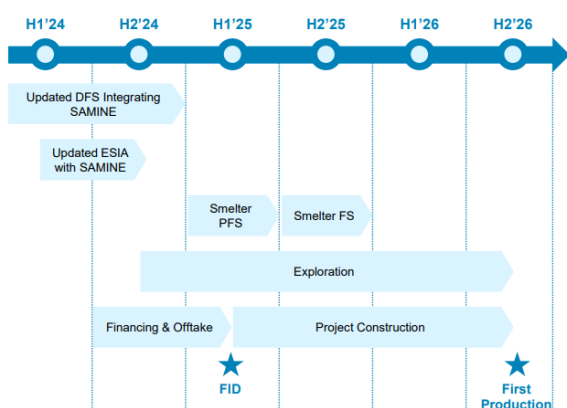 H1’24 H2’24 H1’25 H2’25 H1’26 H2’26
Updated DFS Integrating
SAMINE
Updated ESIA
with SAMINE
Smelter
PFS
Smelter FS
Exploration
Financing & Offtake
Project Construction
FID
First
Production